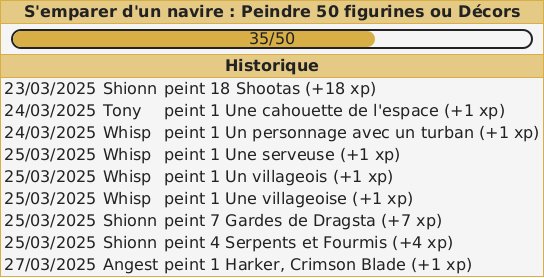 S'emparer d'un navire : Peindre 50 figurines ou Décors
35/50
Historique
23/03/2025 Shionn peint 18 Shootas (+18 xp)
24/03/2025 Tony peint 1 Une cahouette de l'espace (+1 xp)
24/03/2025 Whisp peint 1 Un personnage avec un turban (+1 xp)
25/03/2025 Whisp peint 1 Une serveuse (+1 xp)
25/03/2025 Whisp peint 1 Un villageois (+1 xp)
25/03/2025 Whisp peint 1 Une villageoise (+1 xp)
25/03/2025 Shionn peint 7 Gardes de Dragsta (+7 xp)
25/03/2025 Shionn peint 4 Serpents et Fourmis (+4 xp)
27/03/2025 Angest peint 1 Harker, Crimson Blade (+1 xp)